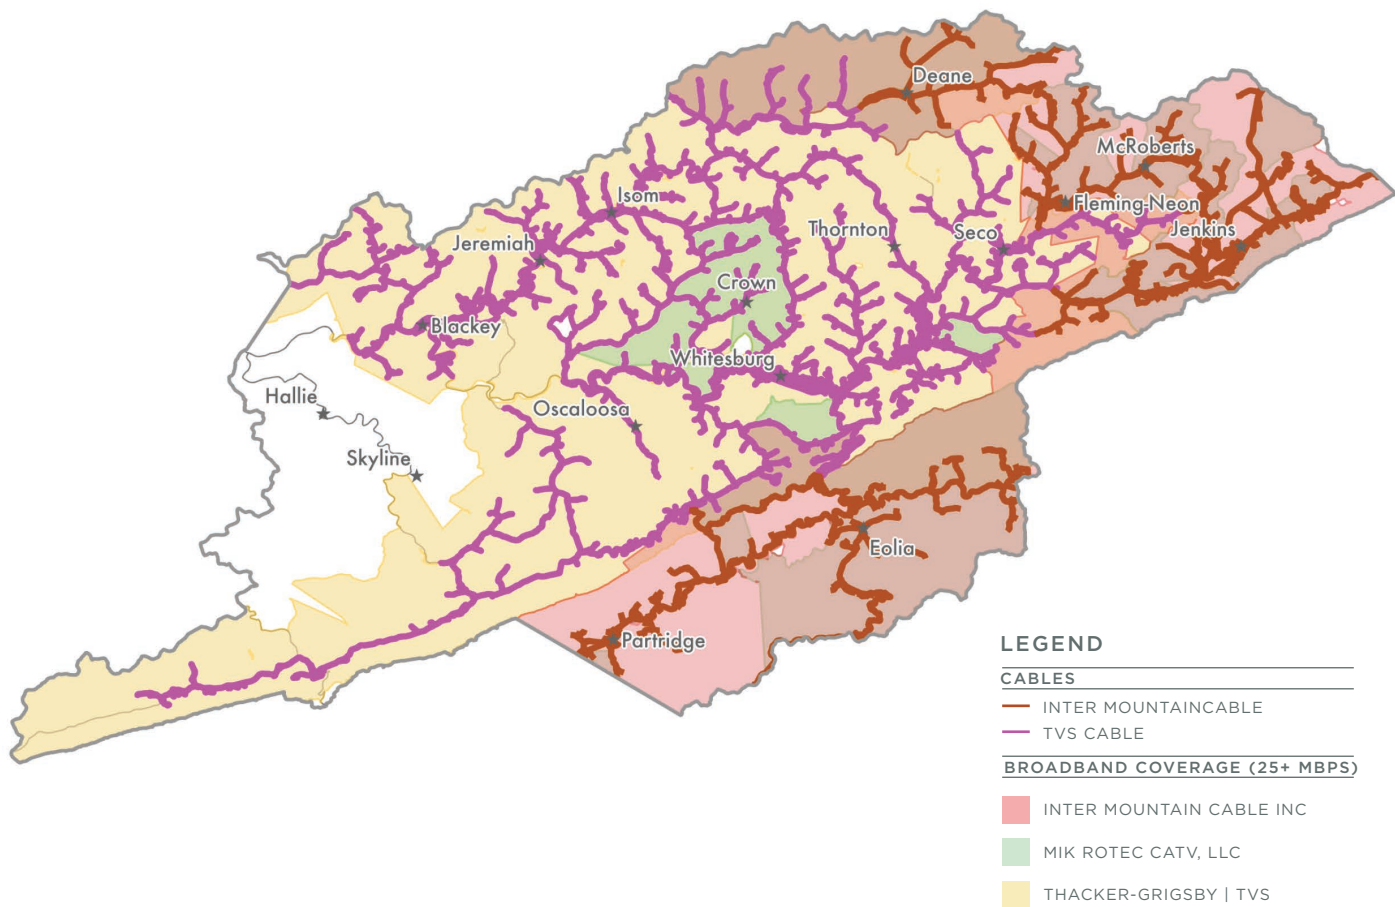 Deane
McRoberts
Isom
Fleming-Neon
Thornton
Seco
Jenkins
Jeremiah
Crown
Blackey
Whitesburg
Hallie
Oscaloosa
Skyline
Eolia
Partridge
LEGEND
CABLES
INTER MOUNTAINCABLE
TVS CABLE
BROADBAND COVERAGE (25+ MBPS)
INTER MOUNTAIN CABLE INC
MIK ROTEC CATV, LLC
THACKER-GRIGSBY | TVS